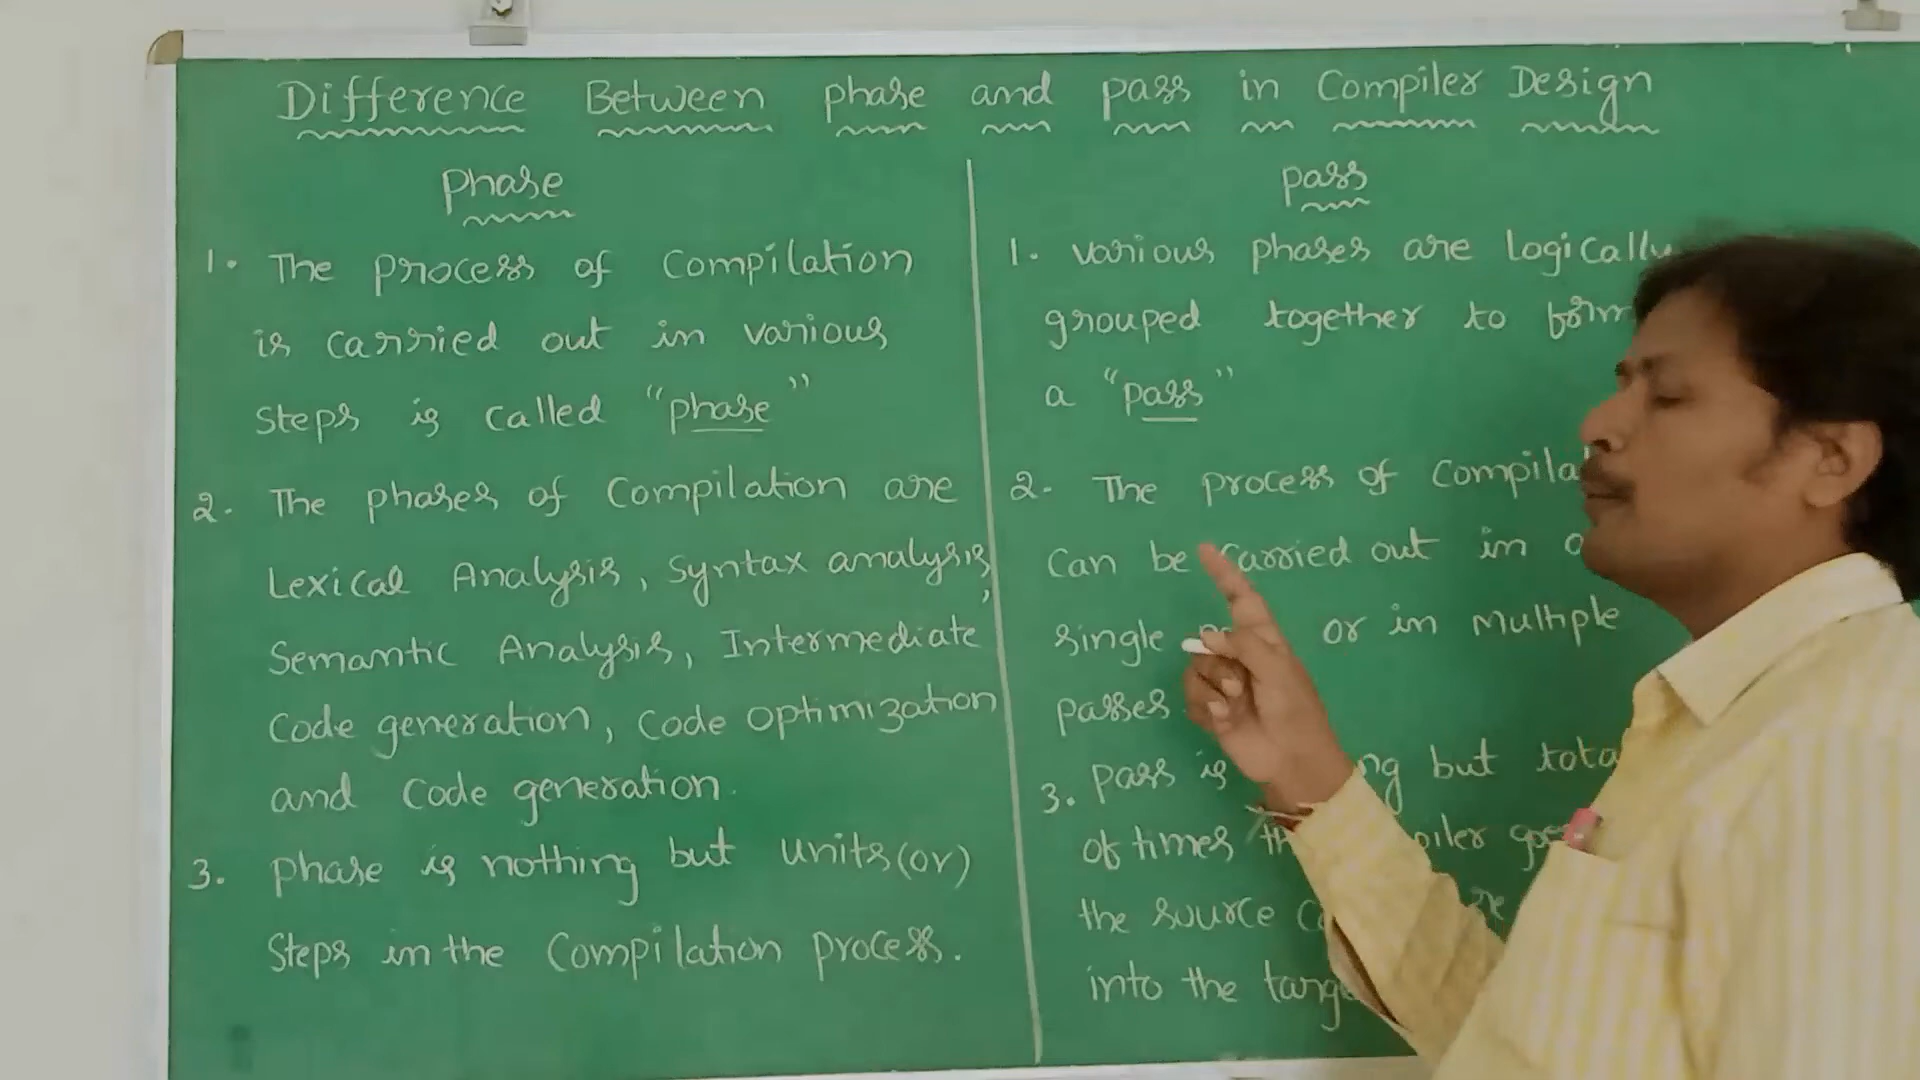 Difference Between phase and pass in Compiler Design
Phase
1. The process of Compilation
is carried out in various
Steps is called "phase"
2. The phases of Compilation are
Lexical Analysis, Syntax analysis,
Semantic Analysis, Intermediate
Code generation, Code Optimization
and Code generation.
3. Phase is nothing but units (or)
Steps in the Compilation process.
pass
1. various phases are Logically
grouped together to form
a "pass"
2. The process of
Can be carried out in
single or in multiple
passes
3. pass is but
of times
the source
into the